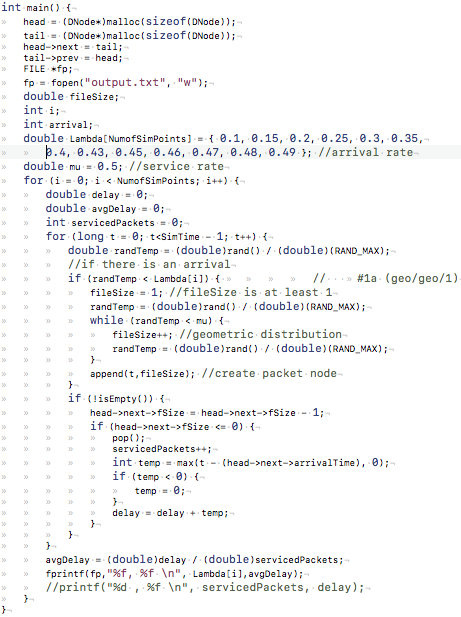 int main() {
head = (DNode*)malloc(sizeof(DNode));
tail = (DNode*)malloc(sizeof(DNode));
head->next = tail;
tail->prev = head;
FILE *fp;
fp = fopen("output.txt", "w");
double fileSize;
int i;
int arrival;
double Lambda[NumofSimPoints] = { 0.1, 0.15, 0.2, 0.25, 0.3, 0.35,
0.4, 0.43, 0.45, 0.46, 0.47, 0.48, 0.49 }; //arrival rate
double mu = 0.5; //service rate
for (i = 0; i < NumofSimPoints; i++) {
double delay = 0;
double avgDelay = 0;
int servicedPackets = 0;
for (long t = 0; t<SimTime - 1; t++) {
double randTemp = (double)rand() / (double)(RAND_MAX);
//if there is an arrival
if (randTemp < Lambda[i]) { // #1a (geo/geo/1)
fileSize = 1; //fileSize is at least 1
randTemp = (double)rand() / (double)(RAND_MAX);
while (randTemp < mu) {
fileSize++; //geometric distribution
randTemp = (double)rand() / (double)(RAND_MAX);
}
append(t,fileSize); //create packet node
}
if (!isEmpty()) {
head->next->fSize = head->next->fSize - 1;
if (head->next->fSize <= 0) {
pop();
servicedPackets++;
int temp = max(t - (head->next->arrivalTime), 0);
if (temp < 0) {
temp = 0;
}
delay = delay + temp;
}
}
}
avgDelay = (double)delay / (double)servicedPackets;
fprintf(fp,"%f, %f \n", Lambda[i],avgDelay);
//printf("%d , %f \n", servicedPackets, delay);
}
}